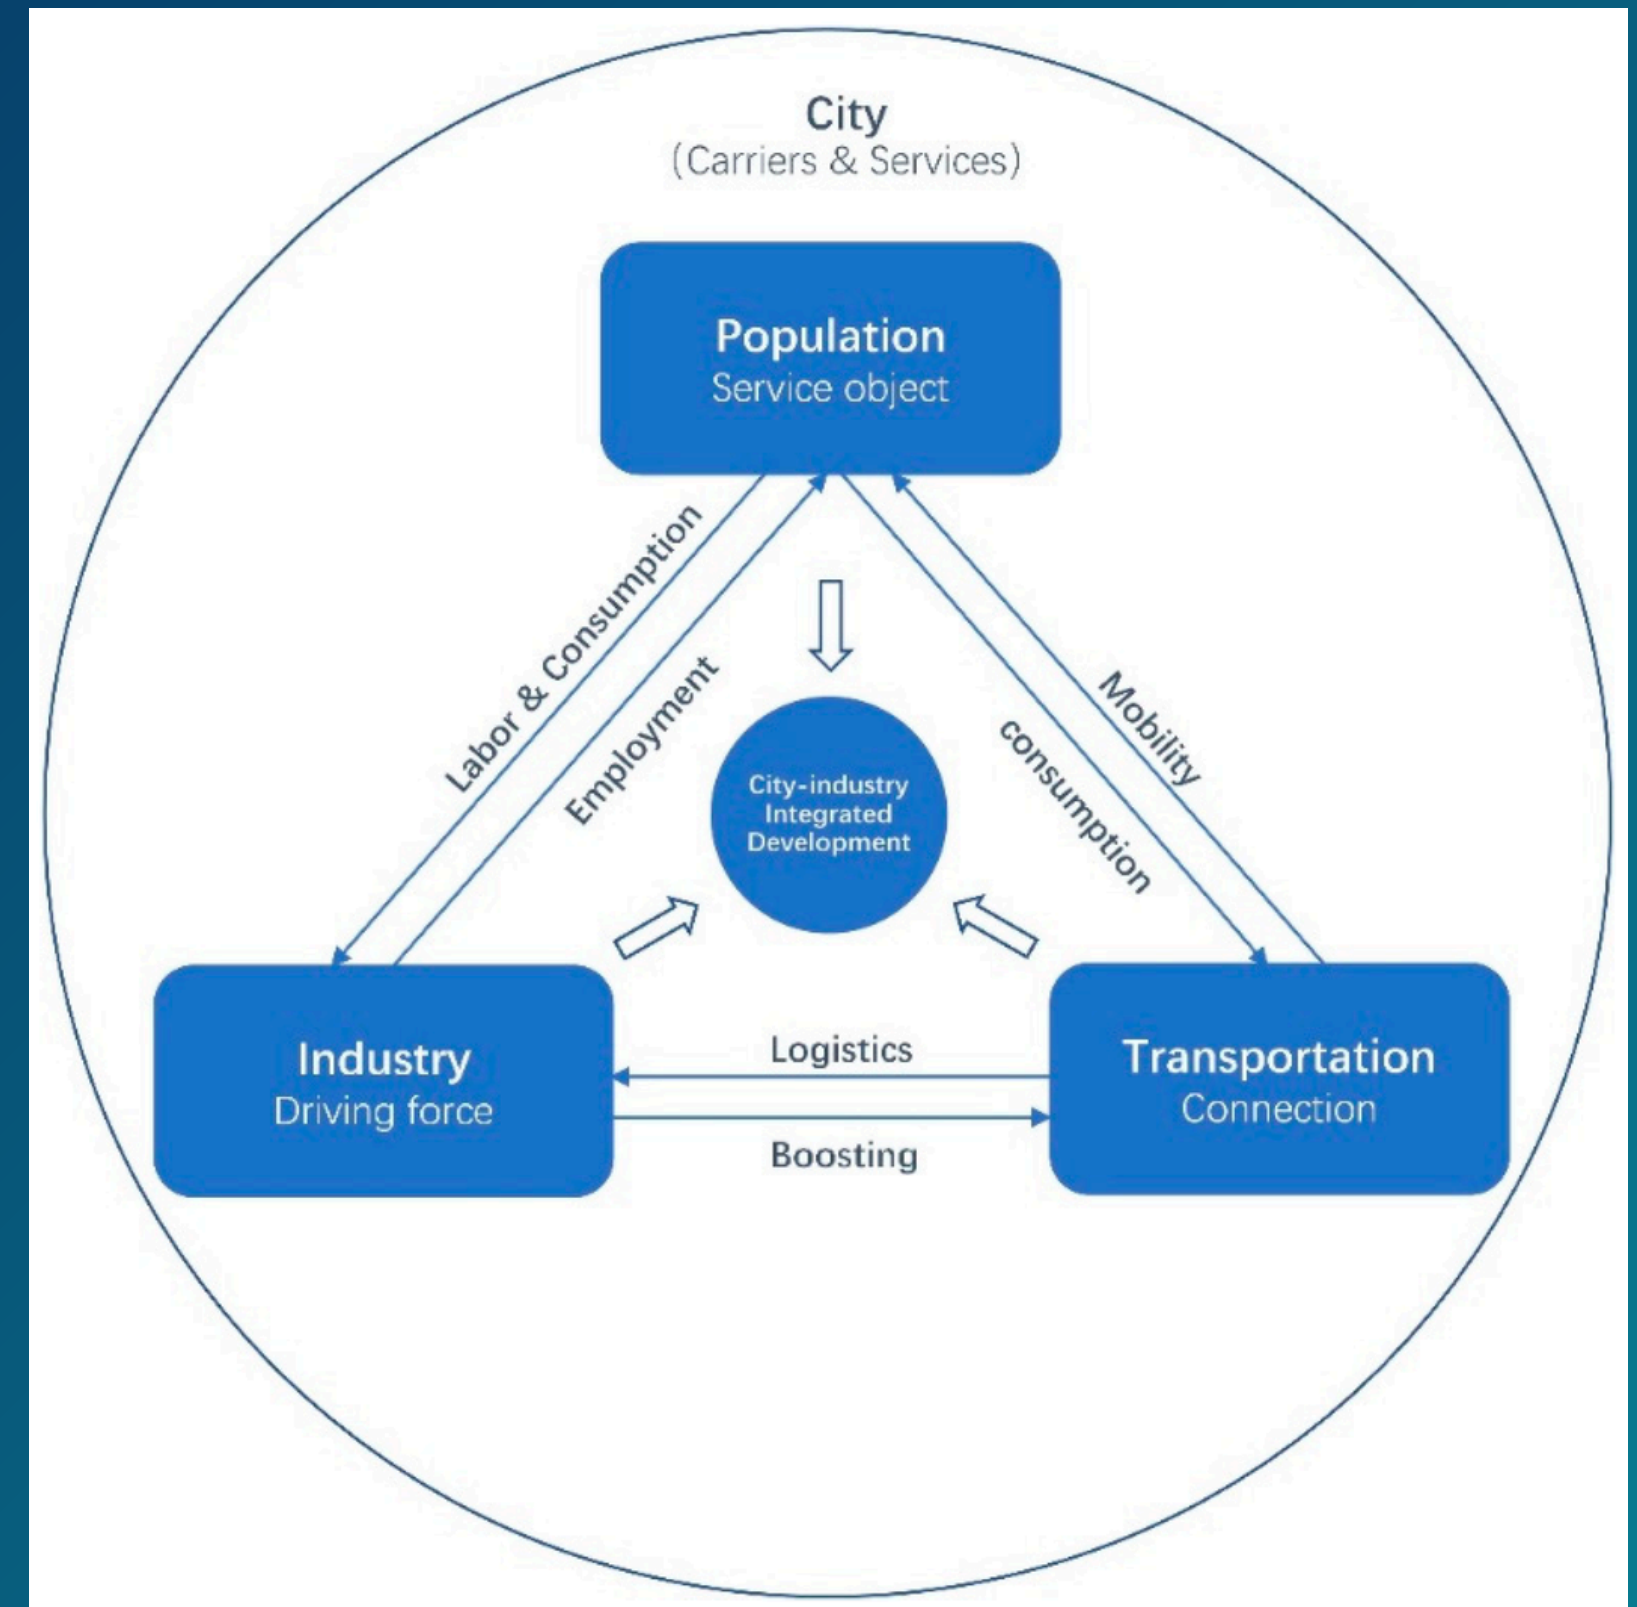 City
(Carriers & Services)
Population
Service object
Labor & Consumption
Employment
Mobility
consumption
City-industry
Integrated
Development
Industry
Driving force
Logistics
Boosting
Transportation
Connection